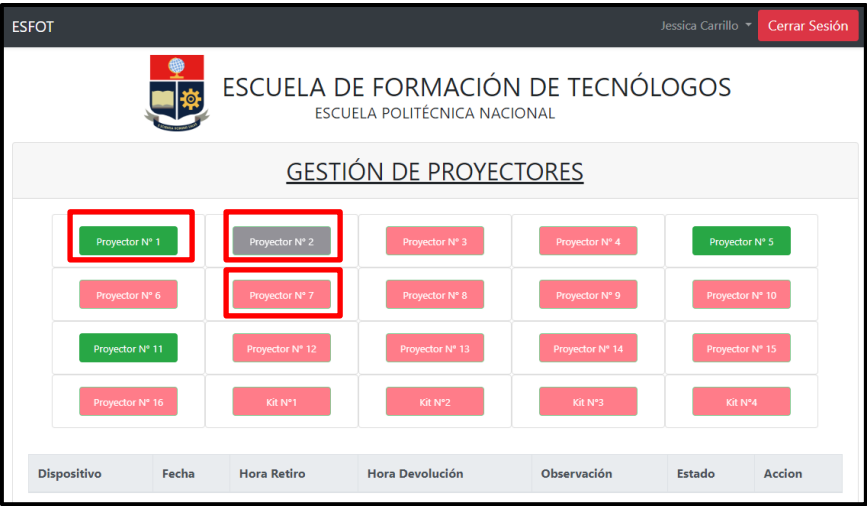 ESFOT Jessica Carrillo Cerrar Sesión
ESCUELA DE FORMACIÓN DE TECNÓLOGOS
ESCUELA POLITÉCNICA NACIONAL
GESTIÓN DE PROYECTORES
Proyector Nº 1 Proyector Nº 2 Proyector Nº 3 Proyector Nº 4 Proyector Nº 5
Proyector Nº 6 Proyector Nº 7 Proyector Nº 8 Proyector Nº 9 Proyector Nº 10
Proyector Nº 11 Proyector Nº 12 Proyector Nº 13 Proyector Nº 14 Proyector Nº 15
Proyector Nº 16 Kit Nº1 Kit Nº2 Kit Nº3 Kit Nº4
Dispositivo Fecha Hora Retiro Hora Devolución Observación Estado Accion